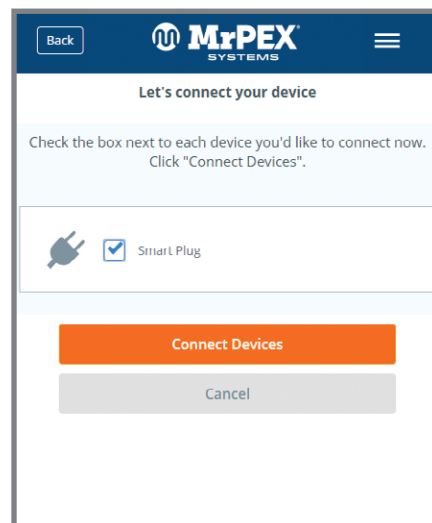 Back
MrPEX
SYSTEMS
Let's connect your device
Check the box next to each device you'd like to connect now.
Click "Connect Devices".
Smart Plug
Connect Devices
Cancel